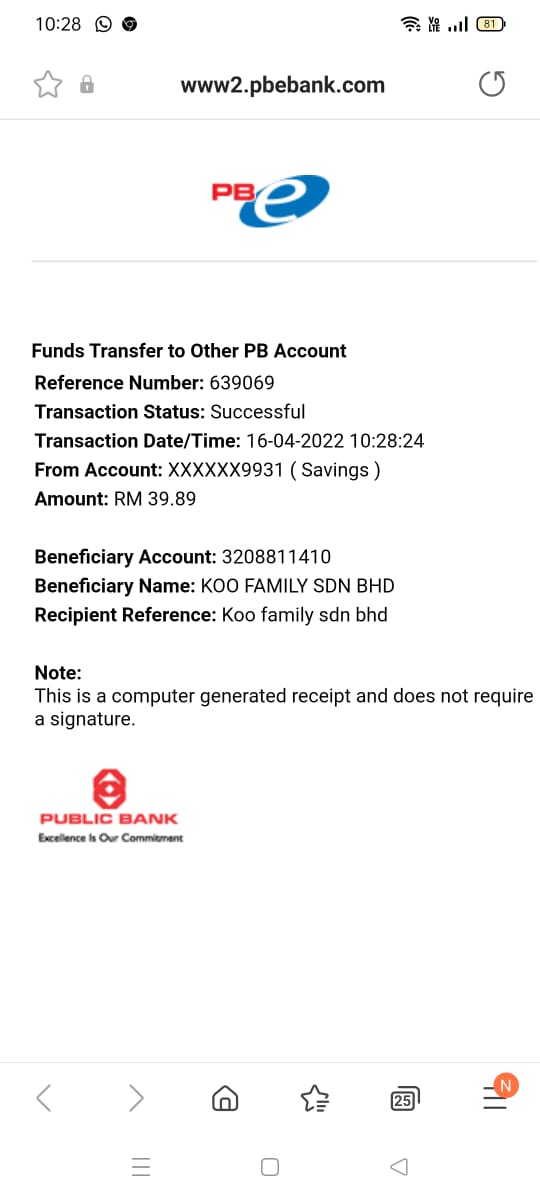 10:28
Vo LTE
81
www2.pbebank.com
PBe
Funds Transfer to Other PB Account
Reference Number: 639069
Transaction Status: Successful
Transaction Date/Time: 16-04-2022 10:28:24
From Account: XXXXXX9931 ( Savings )
Amount: RM 39.89
Beneficiary Account: 3208811410
Beneficiary Name: KOO FAMILY SDN BHD
Recipient Reference: Koo family sdn bhd
Note:
This is a computer generated receipt and does not require
a signature.
PUBLIC BANK
Excellence Is Our Commitment
25
N